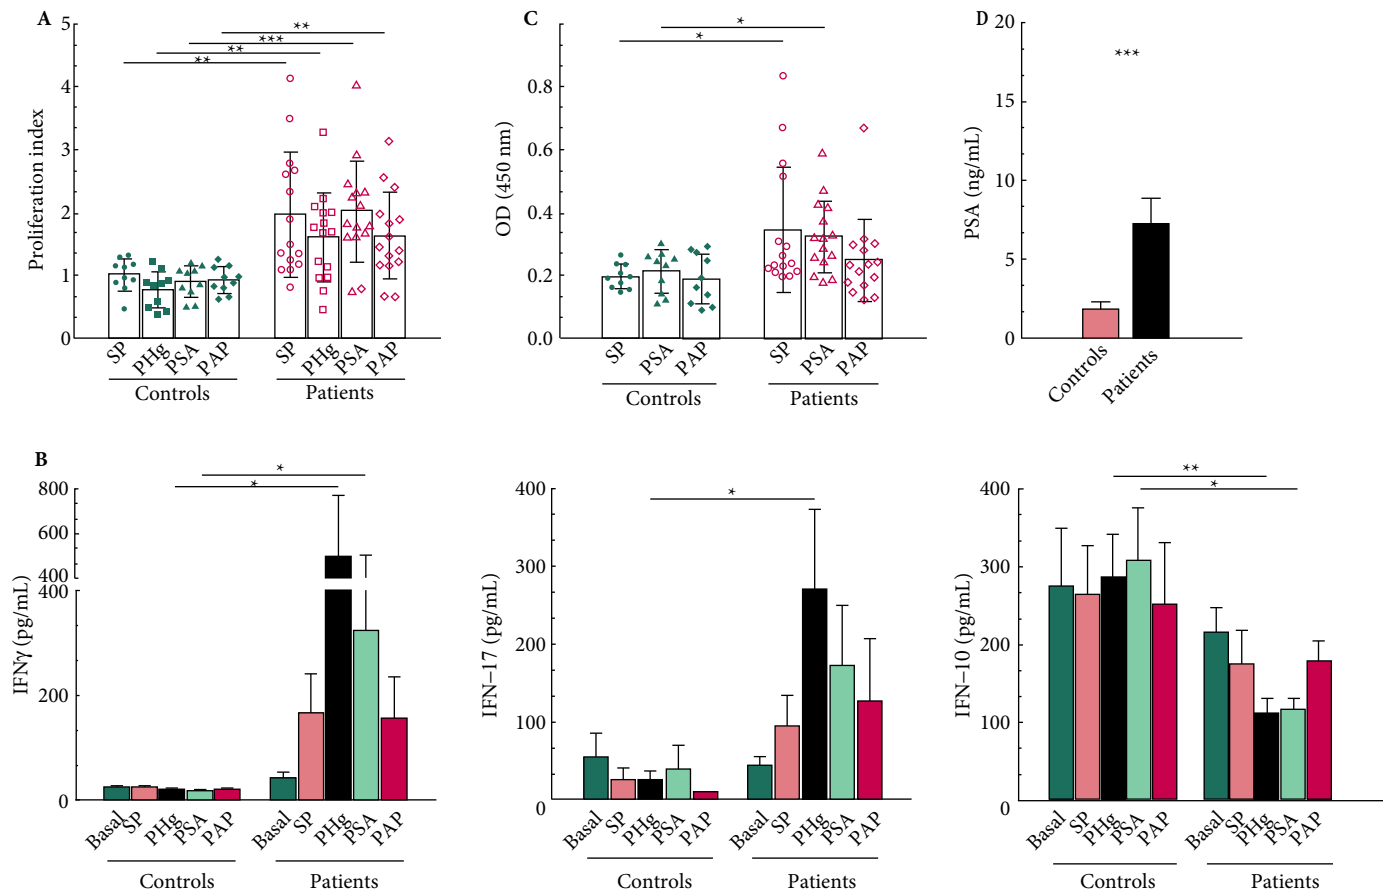 A
Proliferation index
5
4
3
2
1
0
**
***
**
**
SP
PHg
PSA
PAP
SP
PHg
PSA
PAP
Controls
Patients
C
OD (450 nm)
0.8
0.6
0.4
0.2
0.0
*
*
SP
PSA
PAP
SP
PSA
PAP
Controls
Patients
D
PSA (ng/mL)
20
15
10
5
0
***
Controls
Patients
B
IFNγ (pg/mL)
800
600
400
400
200
0
*
*
Basal
SP
PHg
PSA
PAP
Basal
SP
PHg
PSA
PAP
Controls
Patients
IFN–17 (pg/mL)
400
300
200
100
0
*
Basal
SP
PHg
PSA
PAP
Basal
SP
PHg
PSA
PAP
Controls
Patients
IFN–10 (pg/mL)
400
300
200
100
0
**
*
Basal
SP
PHg
PSA
PAP
Basal
SP
PHg
PSA
PAP
Controls
Patients